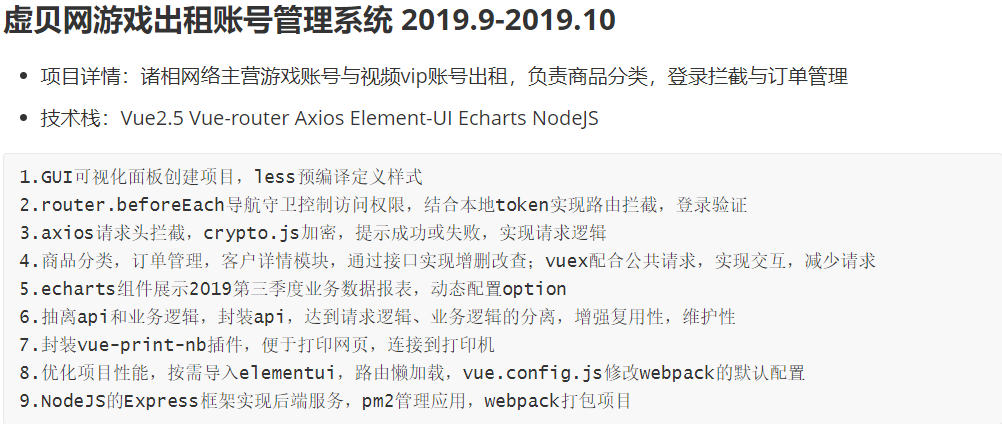 虚贝网游戏出租账号管理系统 2019.9-2019.10
• 项目详情：诸相网络主营游戏账号与视频vip账号出租，负责商品分类，登录拦截与订单管理
• 技术栈：Vue2.5 Vue-router Axios Element-UI Echarts NodeJS
1.GUI可视化面板创建项目，less预编译定义样式
2.router.beforeEach导航守卫控制访问权限，结合本地token实现路由拦截，登录验证
3.axios请求头拦截，crypto.js加密，提示成功或失败，实现请求逻辑
4.商品分类，订单管理，客户详情模块，通过接口实现增删改查；vuex配合公共请求，实现交互，减少请求
5.echarts组件展示2019第三季度业务数据报表，动态配置option
6.抽离api和业务逻辑，封装api，达到请求逻辑、业务逻辑的分离，增强复用性，维护性
7.封装vue-print-nb插件，便于打印网页，连接到打印机
8.优化项目性能，按需导入elementui，路由懒加载，vue.config.js修改webpack的默认配置
9.NodeJS的Express框架实现后端服务，pm2管理应用，webpack打包项目